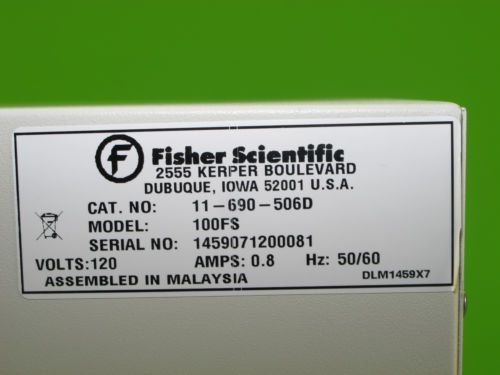 f Fisher Scientific
2555 KERPER BOULEVARD
DUBUQUE, IOWA 52001 U.S.A.
CAT. NO: 11-690-506D
MODEL: 100FS
SERIAL NO: 1459071200081
VOLTS:120 AMPS: 0.8 Hz: 50/60
ASSEMBLED IN MALAYSIA DLM1459X7